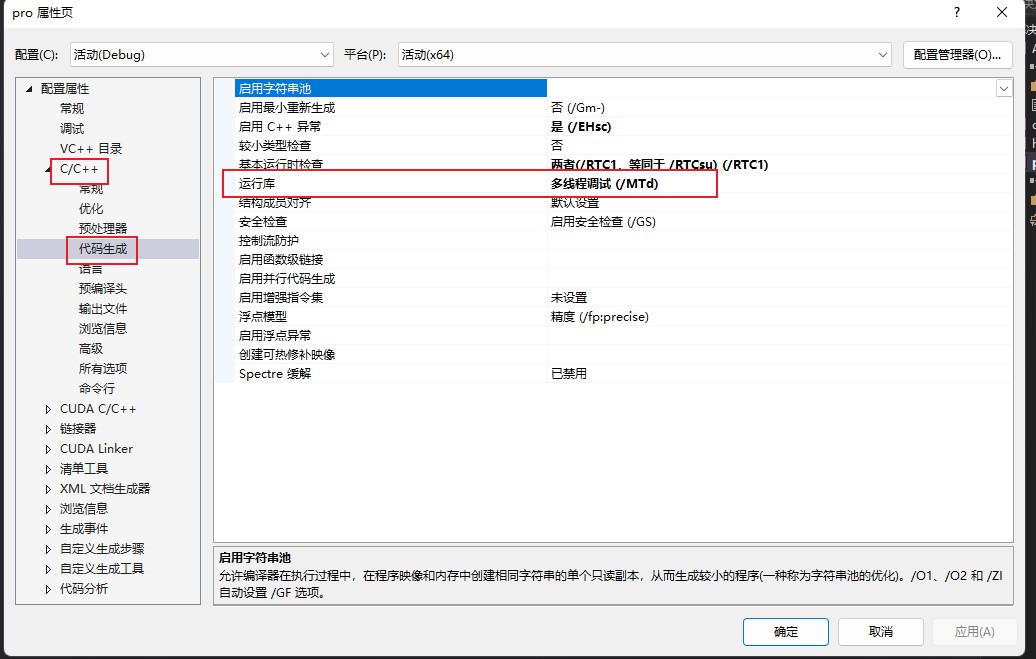 pro 属性页
?
配置(C): 活动(Debug) 平台(P): 活动(x64) 配置管理器(O)...
配置属性
常规
调试
VC++ 目录
C/C++
常规
优化
预处理器
代码生成
语言
预编译头
输出文件
浏览信息
高级
所有选项
命令行
CUDA C/C++
链接器
CUDA Linker
清单工具
XML 文档生成器
浏览信息
生成事件
自定义生成步骤
自定义生成工具
代码分析
启用字符串池
启用最小重新生成 否 (/Gm-)
启用 C++ 异常 是 (/EHsc)
较小类型检查 否
基本运行时检查 两者(/RTC1，等同于 /RTCsu) (/RTC1)
运行库 多线程调试 (/MTd)
结构成员对齐 默认设置
安全检查 启用安全检查 (/GS)
控制流防护
启用函数级链接
启用并行代码生成
启用增强指令集 未设置
浮点模型 精度 (/fp:precise)
启用浮点异常
创建可热修补映像
Spectre 缓解 已禁用
启用字符串池
允许编译器在执行过程中，在程序映像和内存中创建相同字符串的单个只读副本，从而生成较小的程序(一种称为字符串池的优化)。/O1、/O2 和 /ZI
自动设置 /GF 选项。
确定 取消 应用(A)